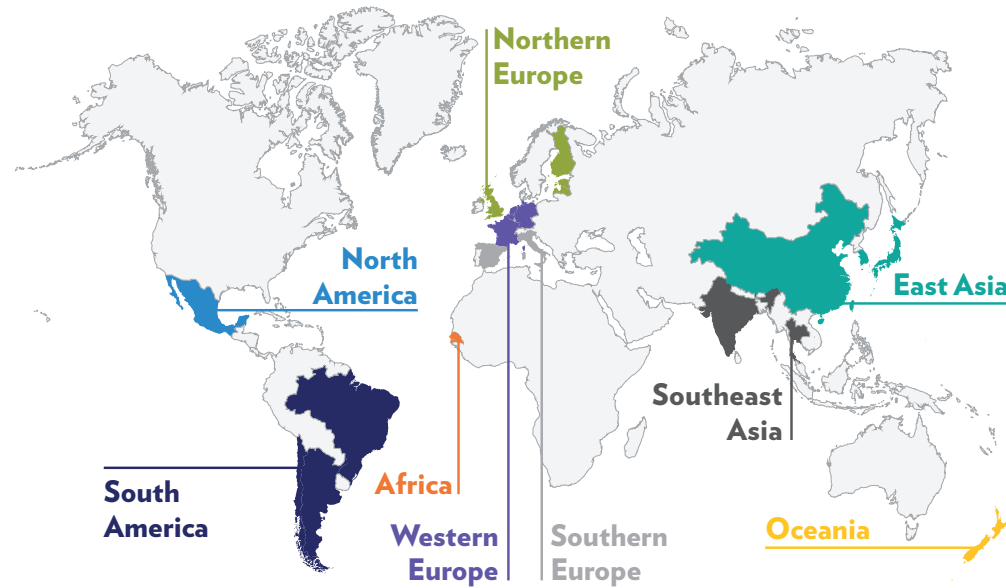 Northern
Europe
North
America
East Asia
Southeast
Asia
South
America
Africa
Western
Europe
Southern
Europe
Oceania